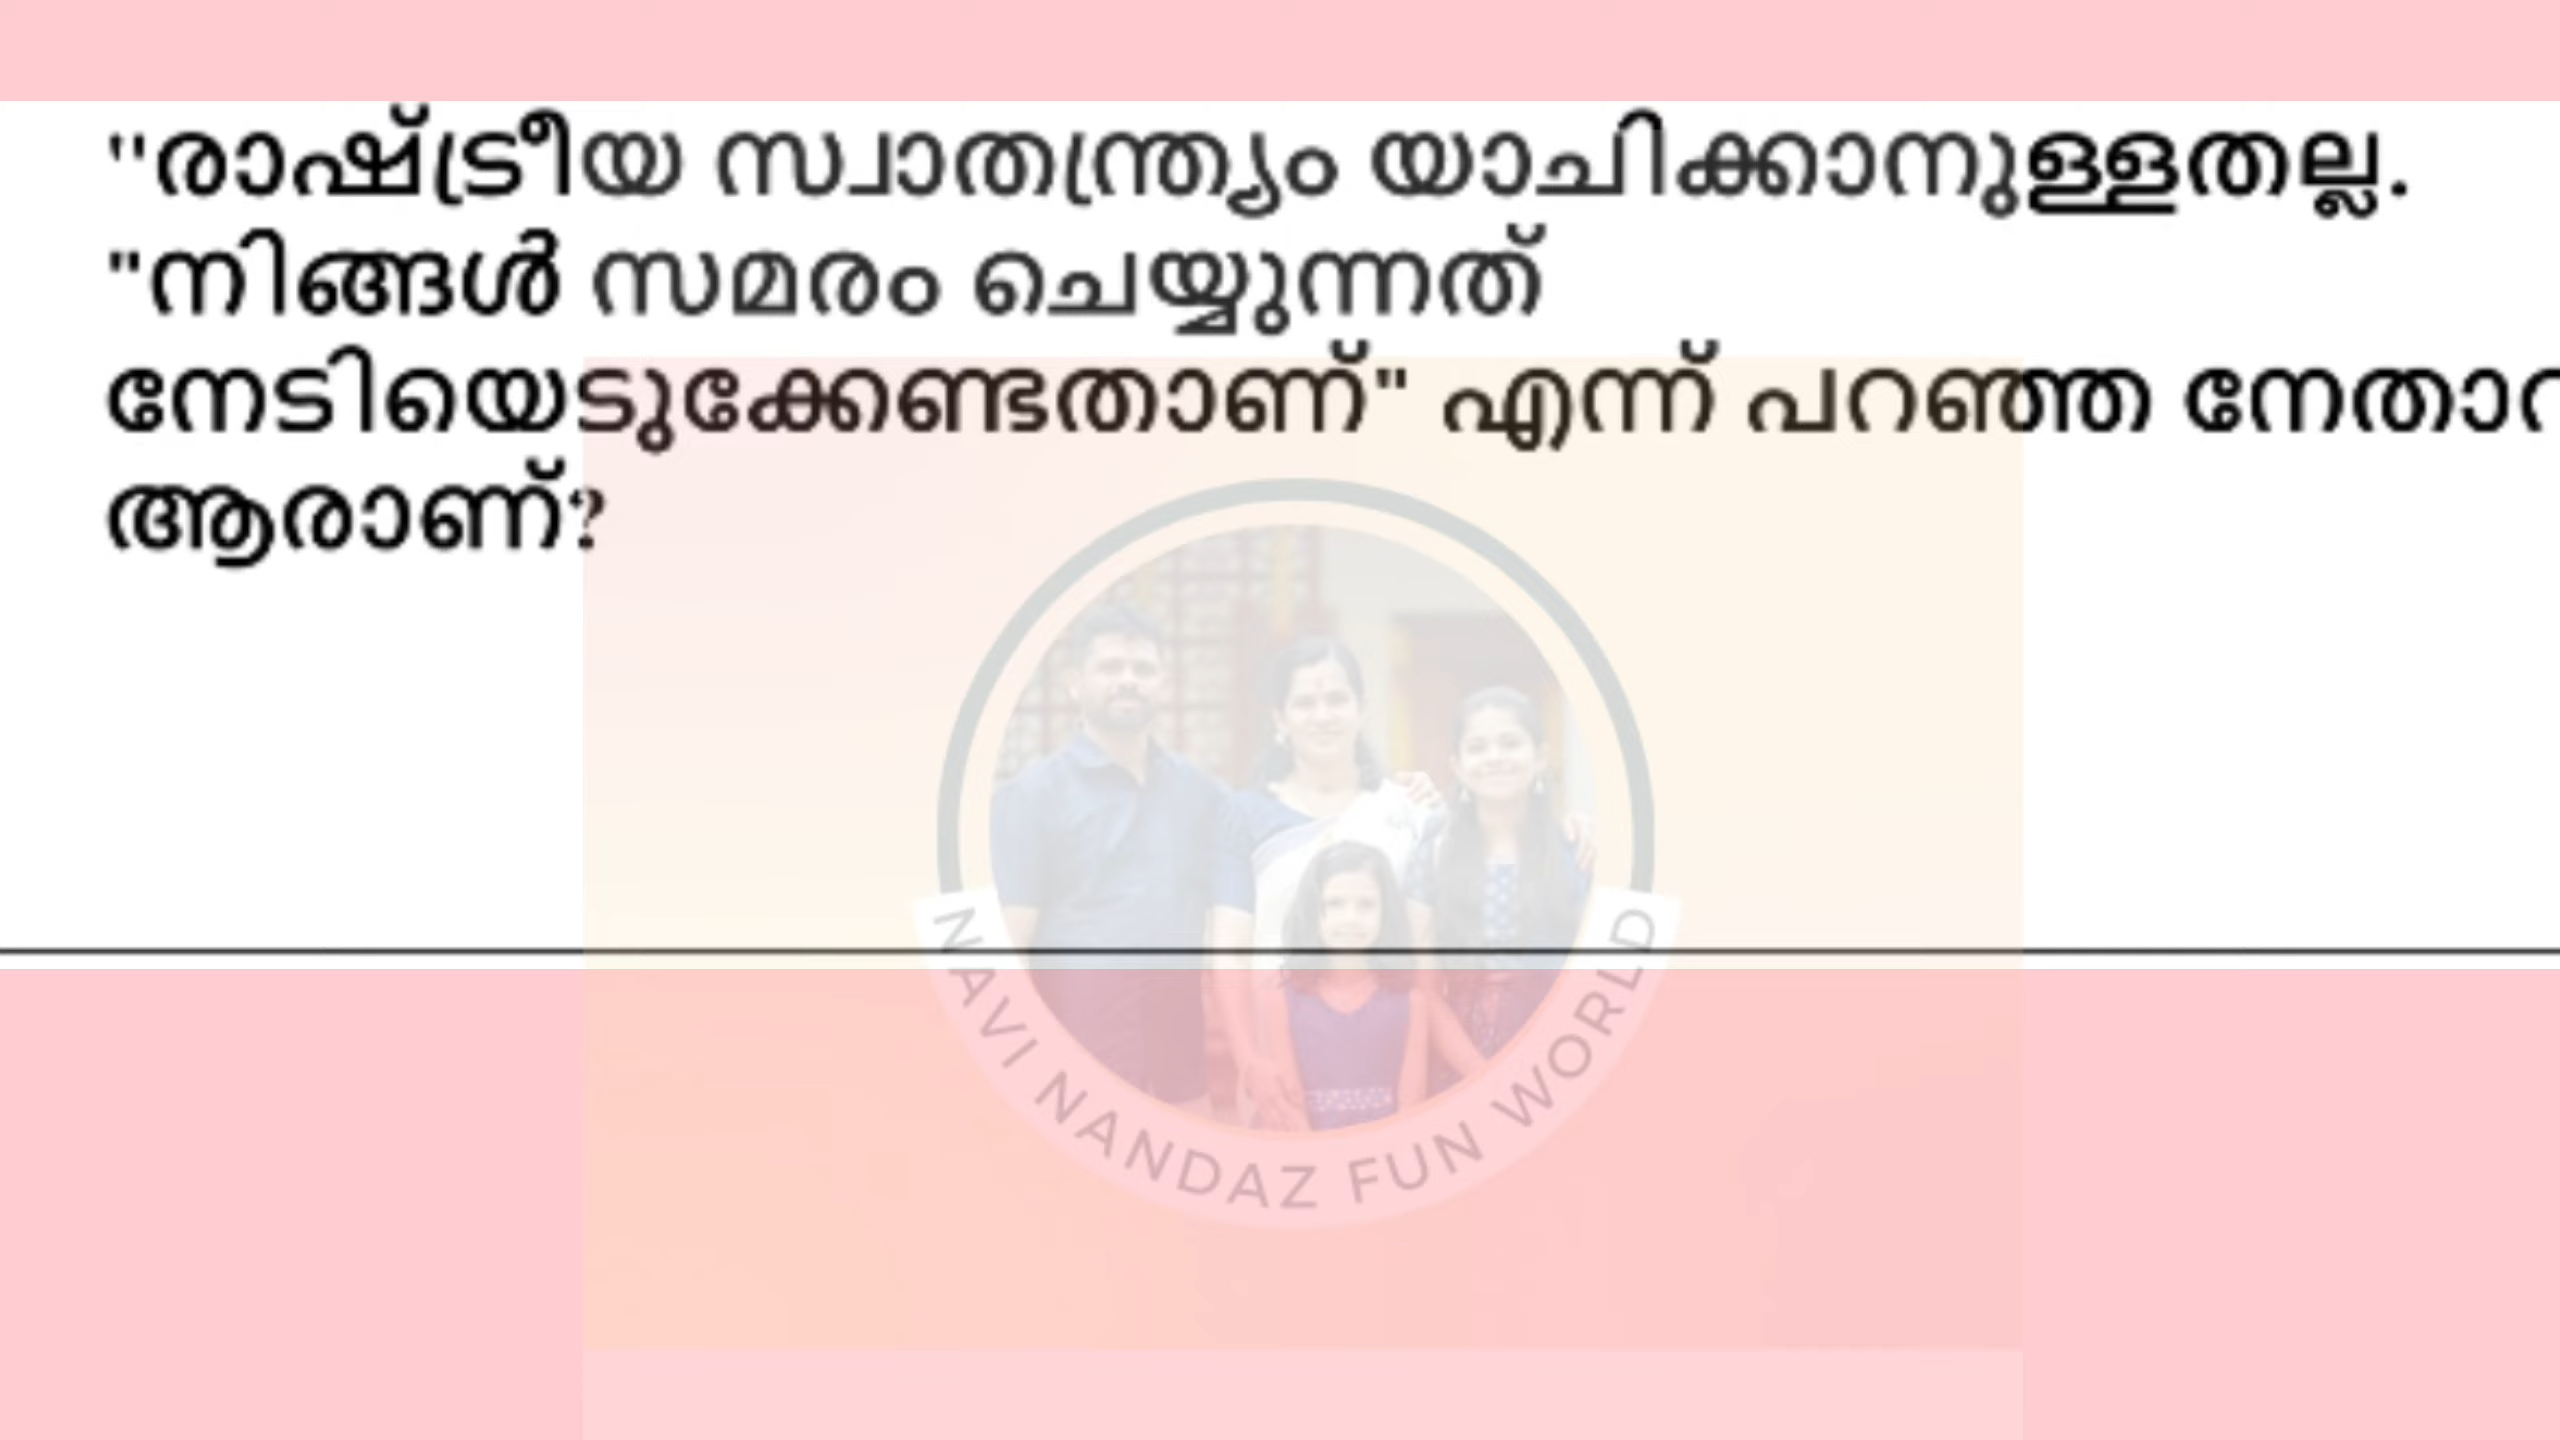 "രാഷ്ട്രീയ സ്വാതന്ത്ര്യം യാചിക്കാനുള്ളതല്ല.
"നിങ്ങൾ സമരം ചെയ്യുന്നത്
നേടിയെടുക്കേണ്ടതാണ്" എന്ന് പറഞ്ഞ
ആരാണ്?
NAVI NANDAZ FUN WORLD